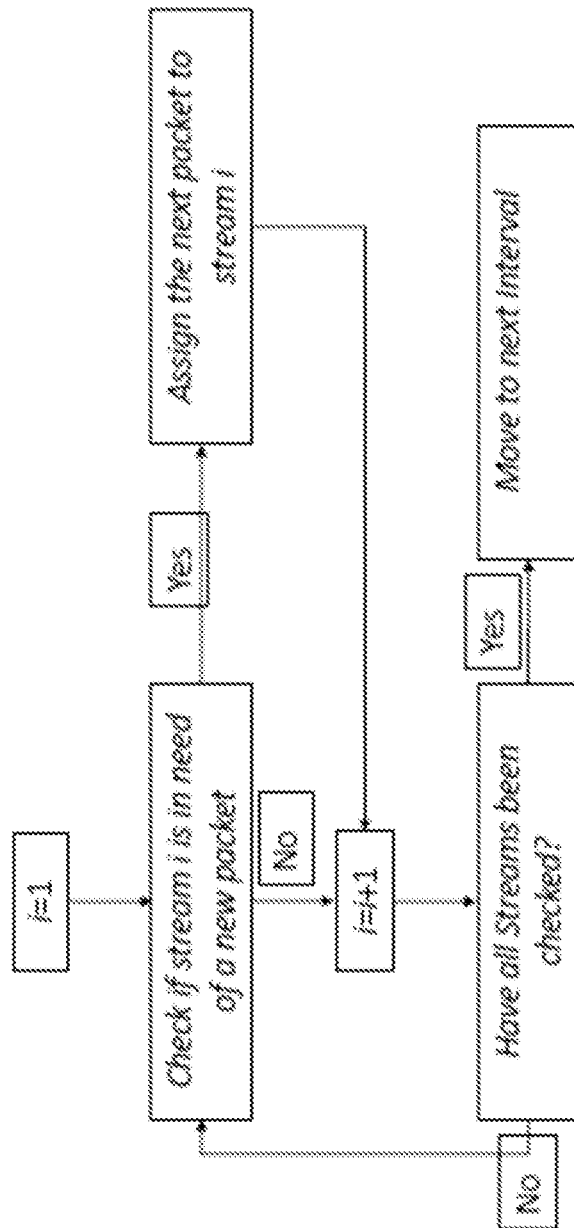 i=1
Check if stream i is in need
of a new packet
Yes
Assign the next packet to
stream i
No
i=i+1
Have all Streams been
checked?
Yes
Move to next interval
No